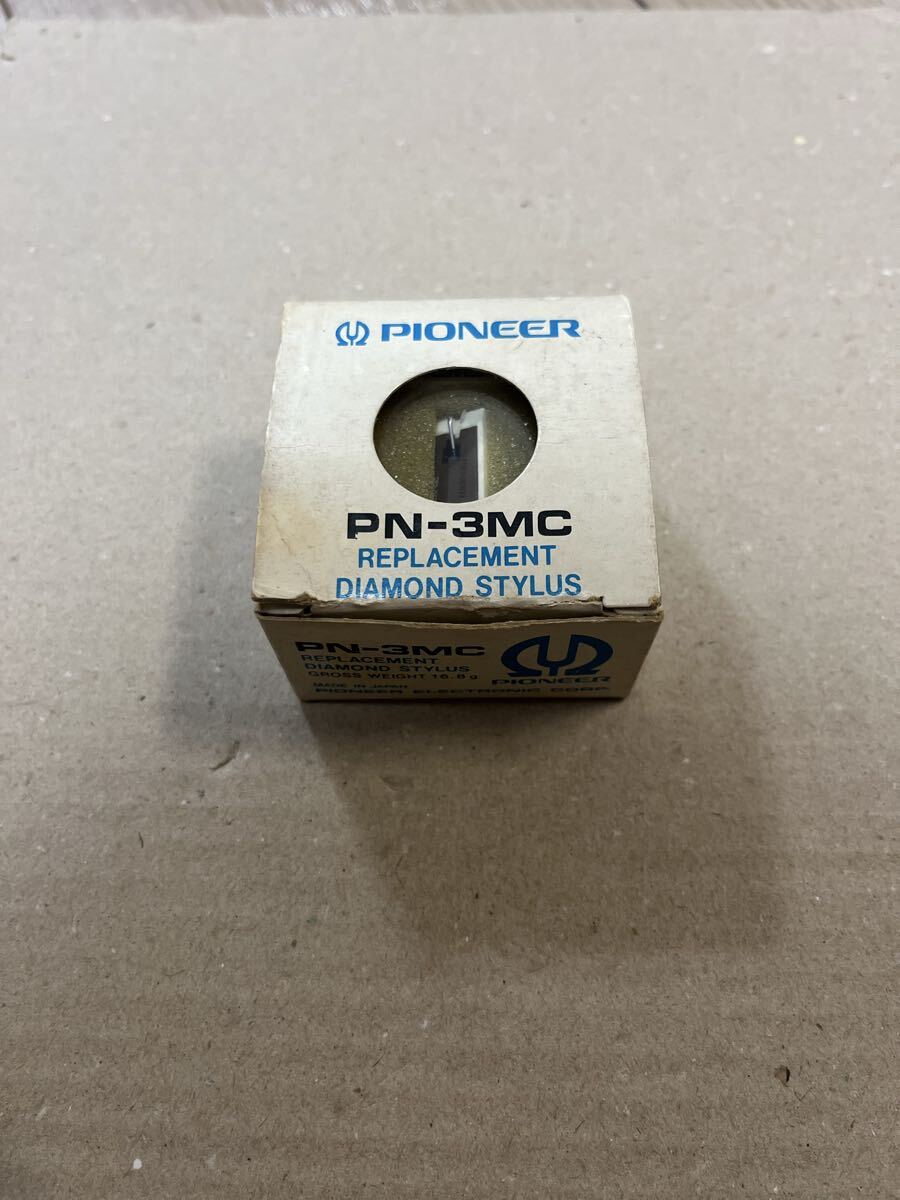 PIONEER
PN-3MC
REPLACEMENT
DIAMOND STYLUS
PN-3MC
REPLACEMENT
DIAMOND STYLUS
GROSS WEIGHT 16.8g
MADE IN JAPAN
PIONEER ELECTRONIC CORP.
PIONEER